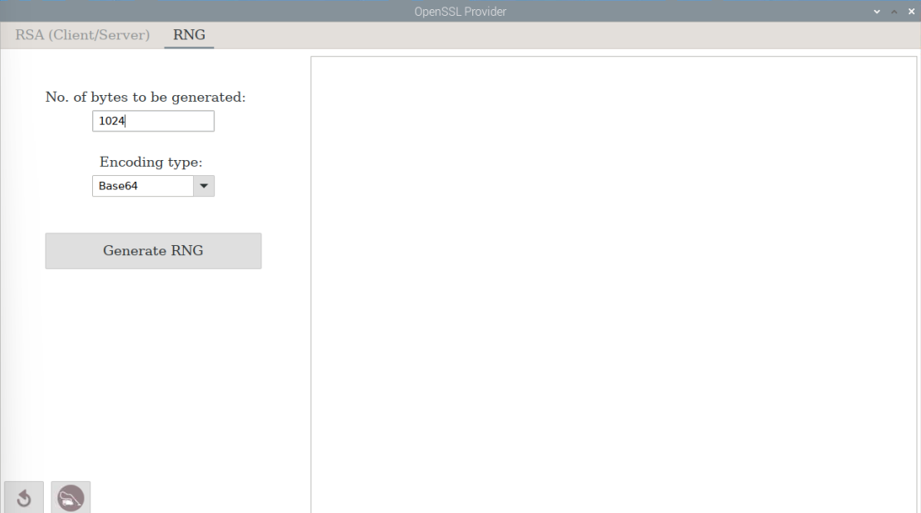 OpenSSL Provider
RSA (Client/Server) RNG
No. of bytes to be generated:
1024
Encoding type:
Base64
Generate RNG